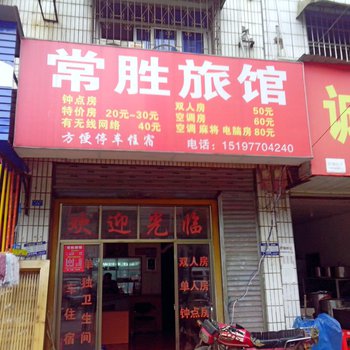 常胜旅馆
钟点房
特价房 20元~30元
有无线网络 40元
方便停车住宿
双人房 50元
空调房 60元
空调 麻将 电脑房 80元
电话：15197704240
欢迎光临
独卫生间
车住宿
双人房
单人房
钟点房